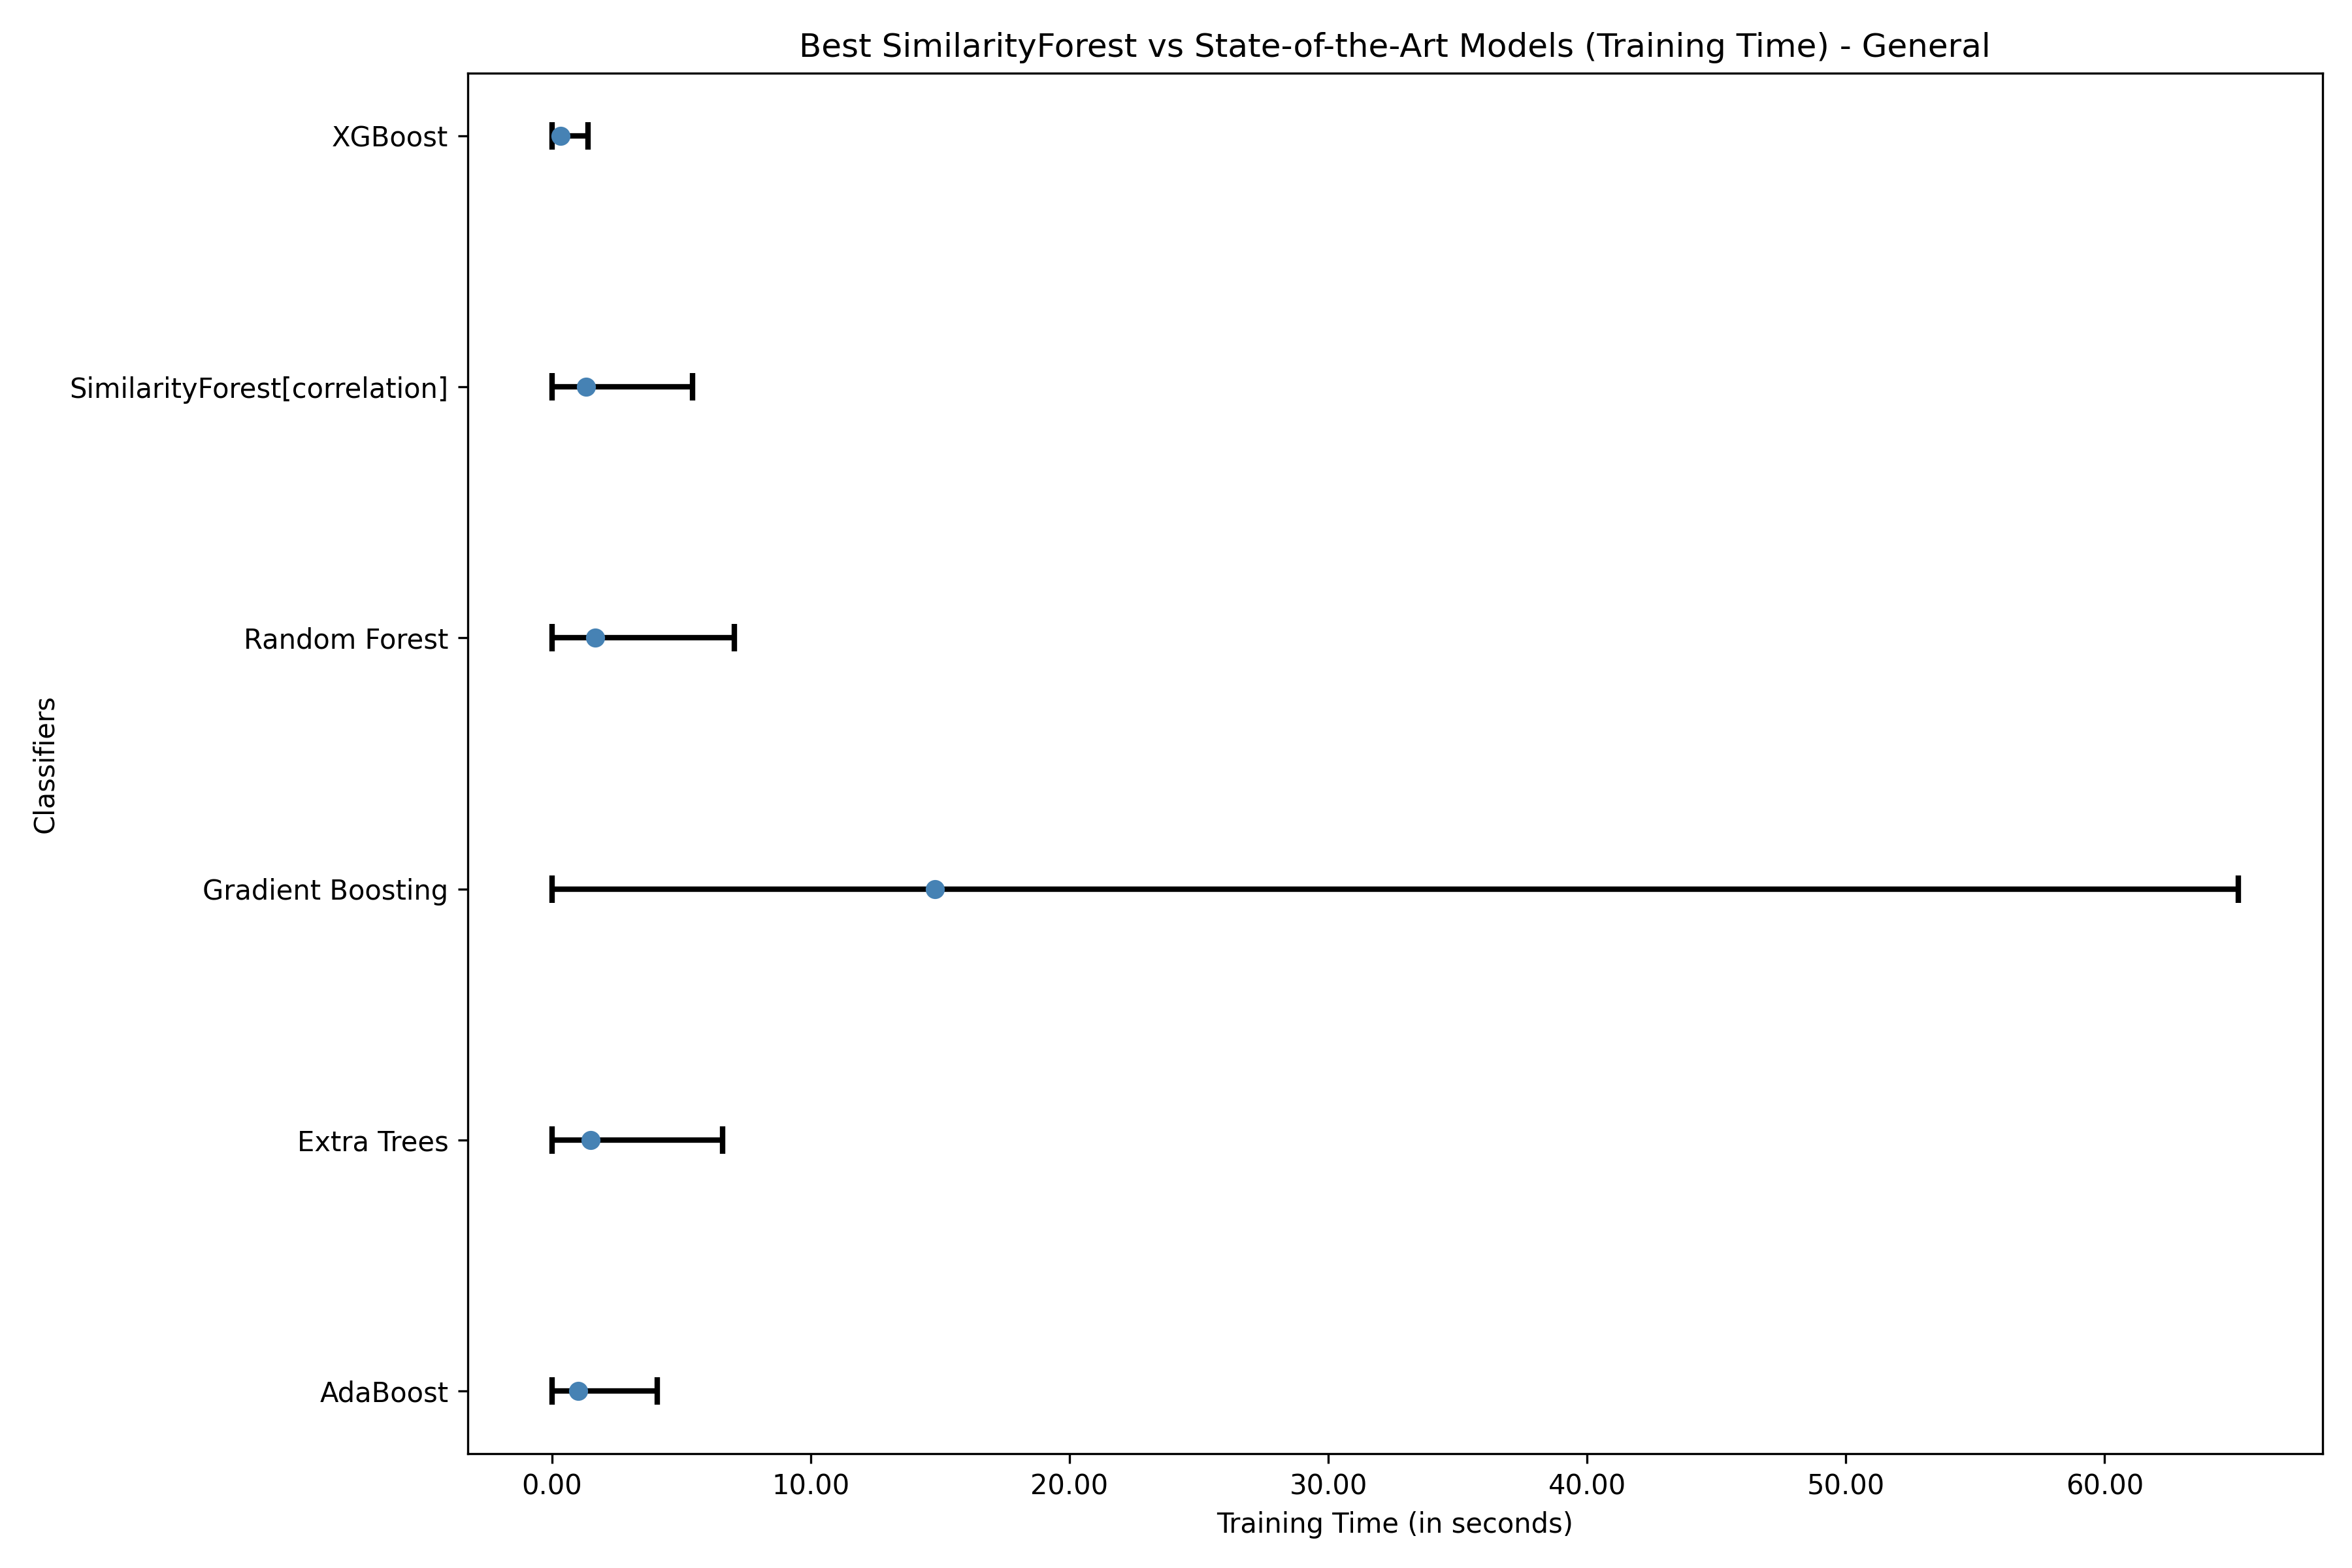 Best SimilarityForest vs State-of-the-Art Models (Training Time) - General
XGBoost
SimilarityForest[correlation]
Random Forest
Gradient Boosting
Extra Trees
AdaBoost
Classifiers
0.00 10.00 20.00 30.00 40.00 50.00 60.00
Training Time (in seconds)